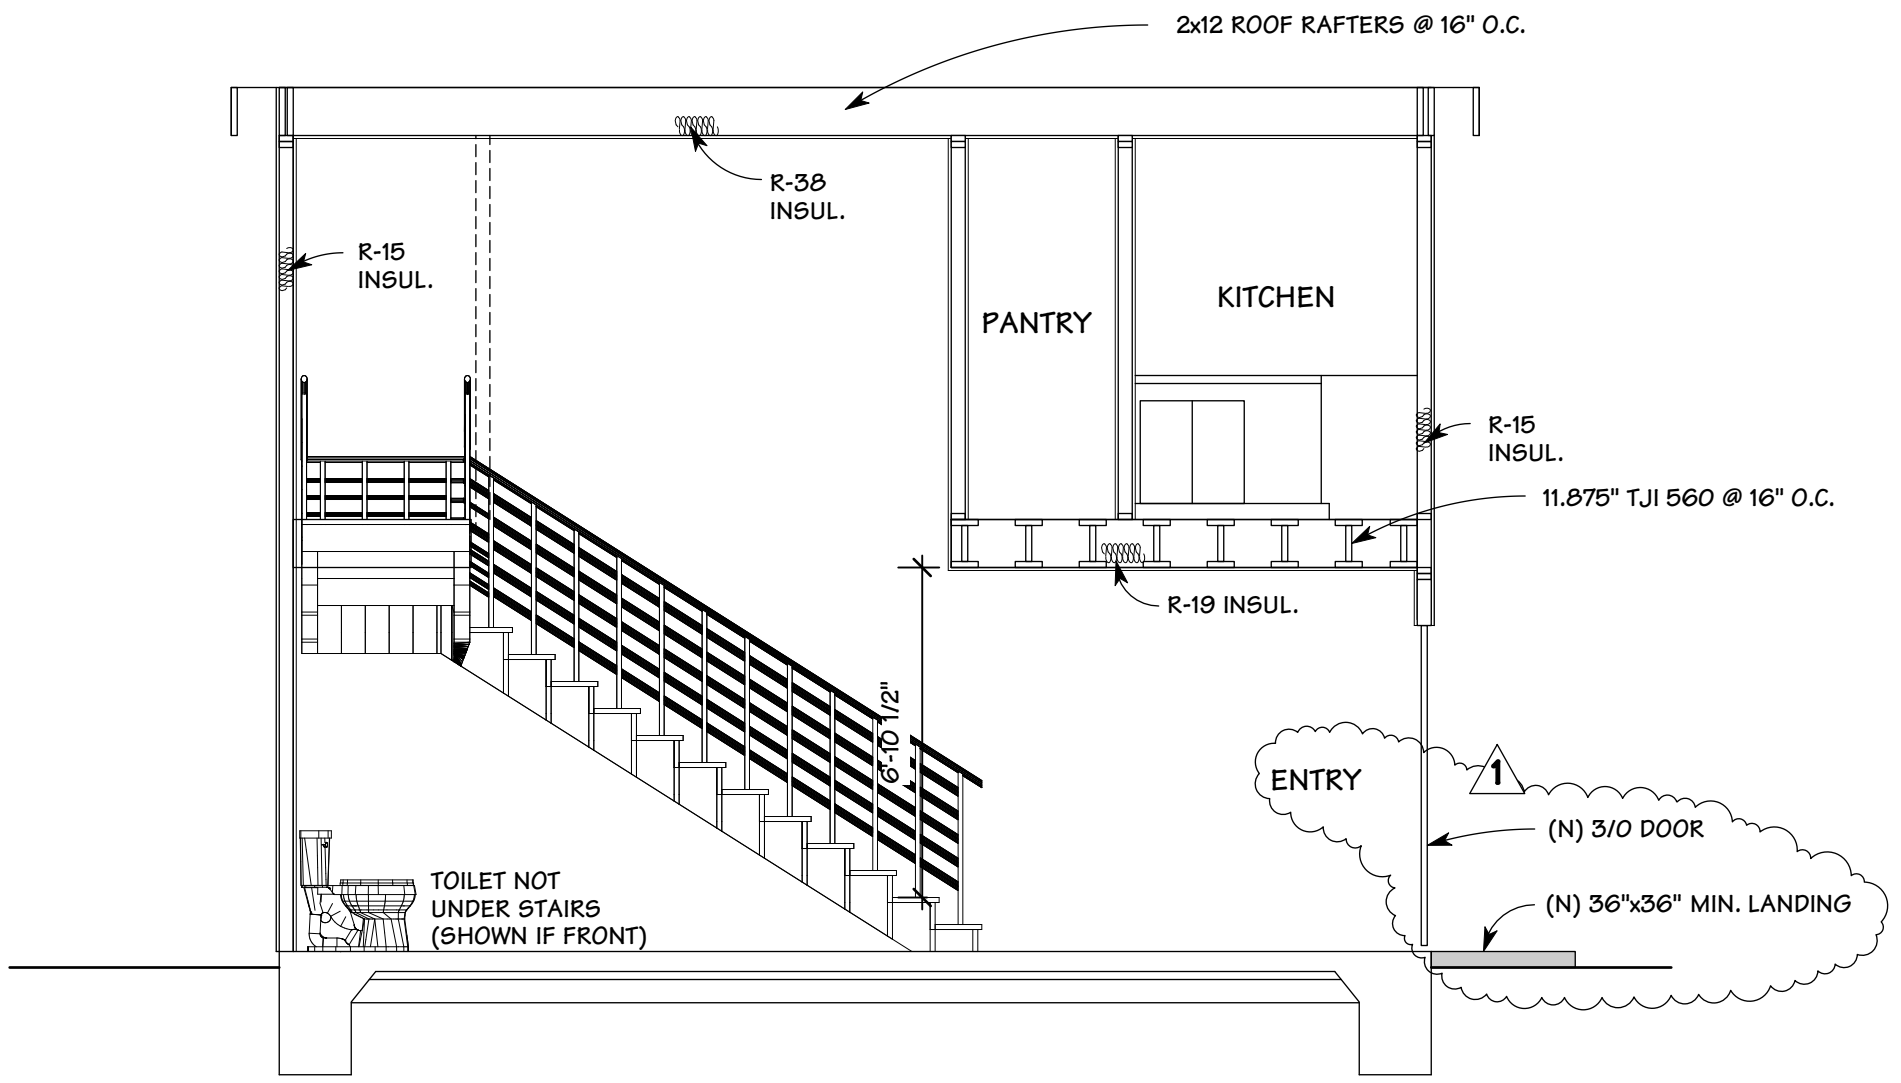 2x12 ROOF RAFTERS @ 16" O.C.
R-38
INSUL.
R-15
INSUL.
KITCHEN
PANTRY
R-15
INSUL.
11.875" TJI 560 @ 16" O.C.
R-19 INSUL.
6'-10 1/2"
ENTRY
1
(N) 3/0 DOOR
TOILET NOT
UNDER STAIRS
(SHOWN IF FRONT)
(N) 36"x36" MIN. LANDING